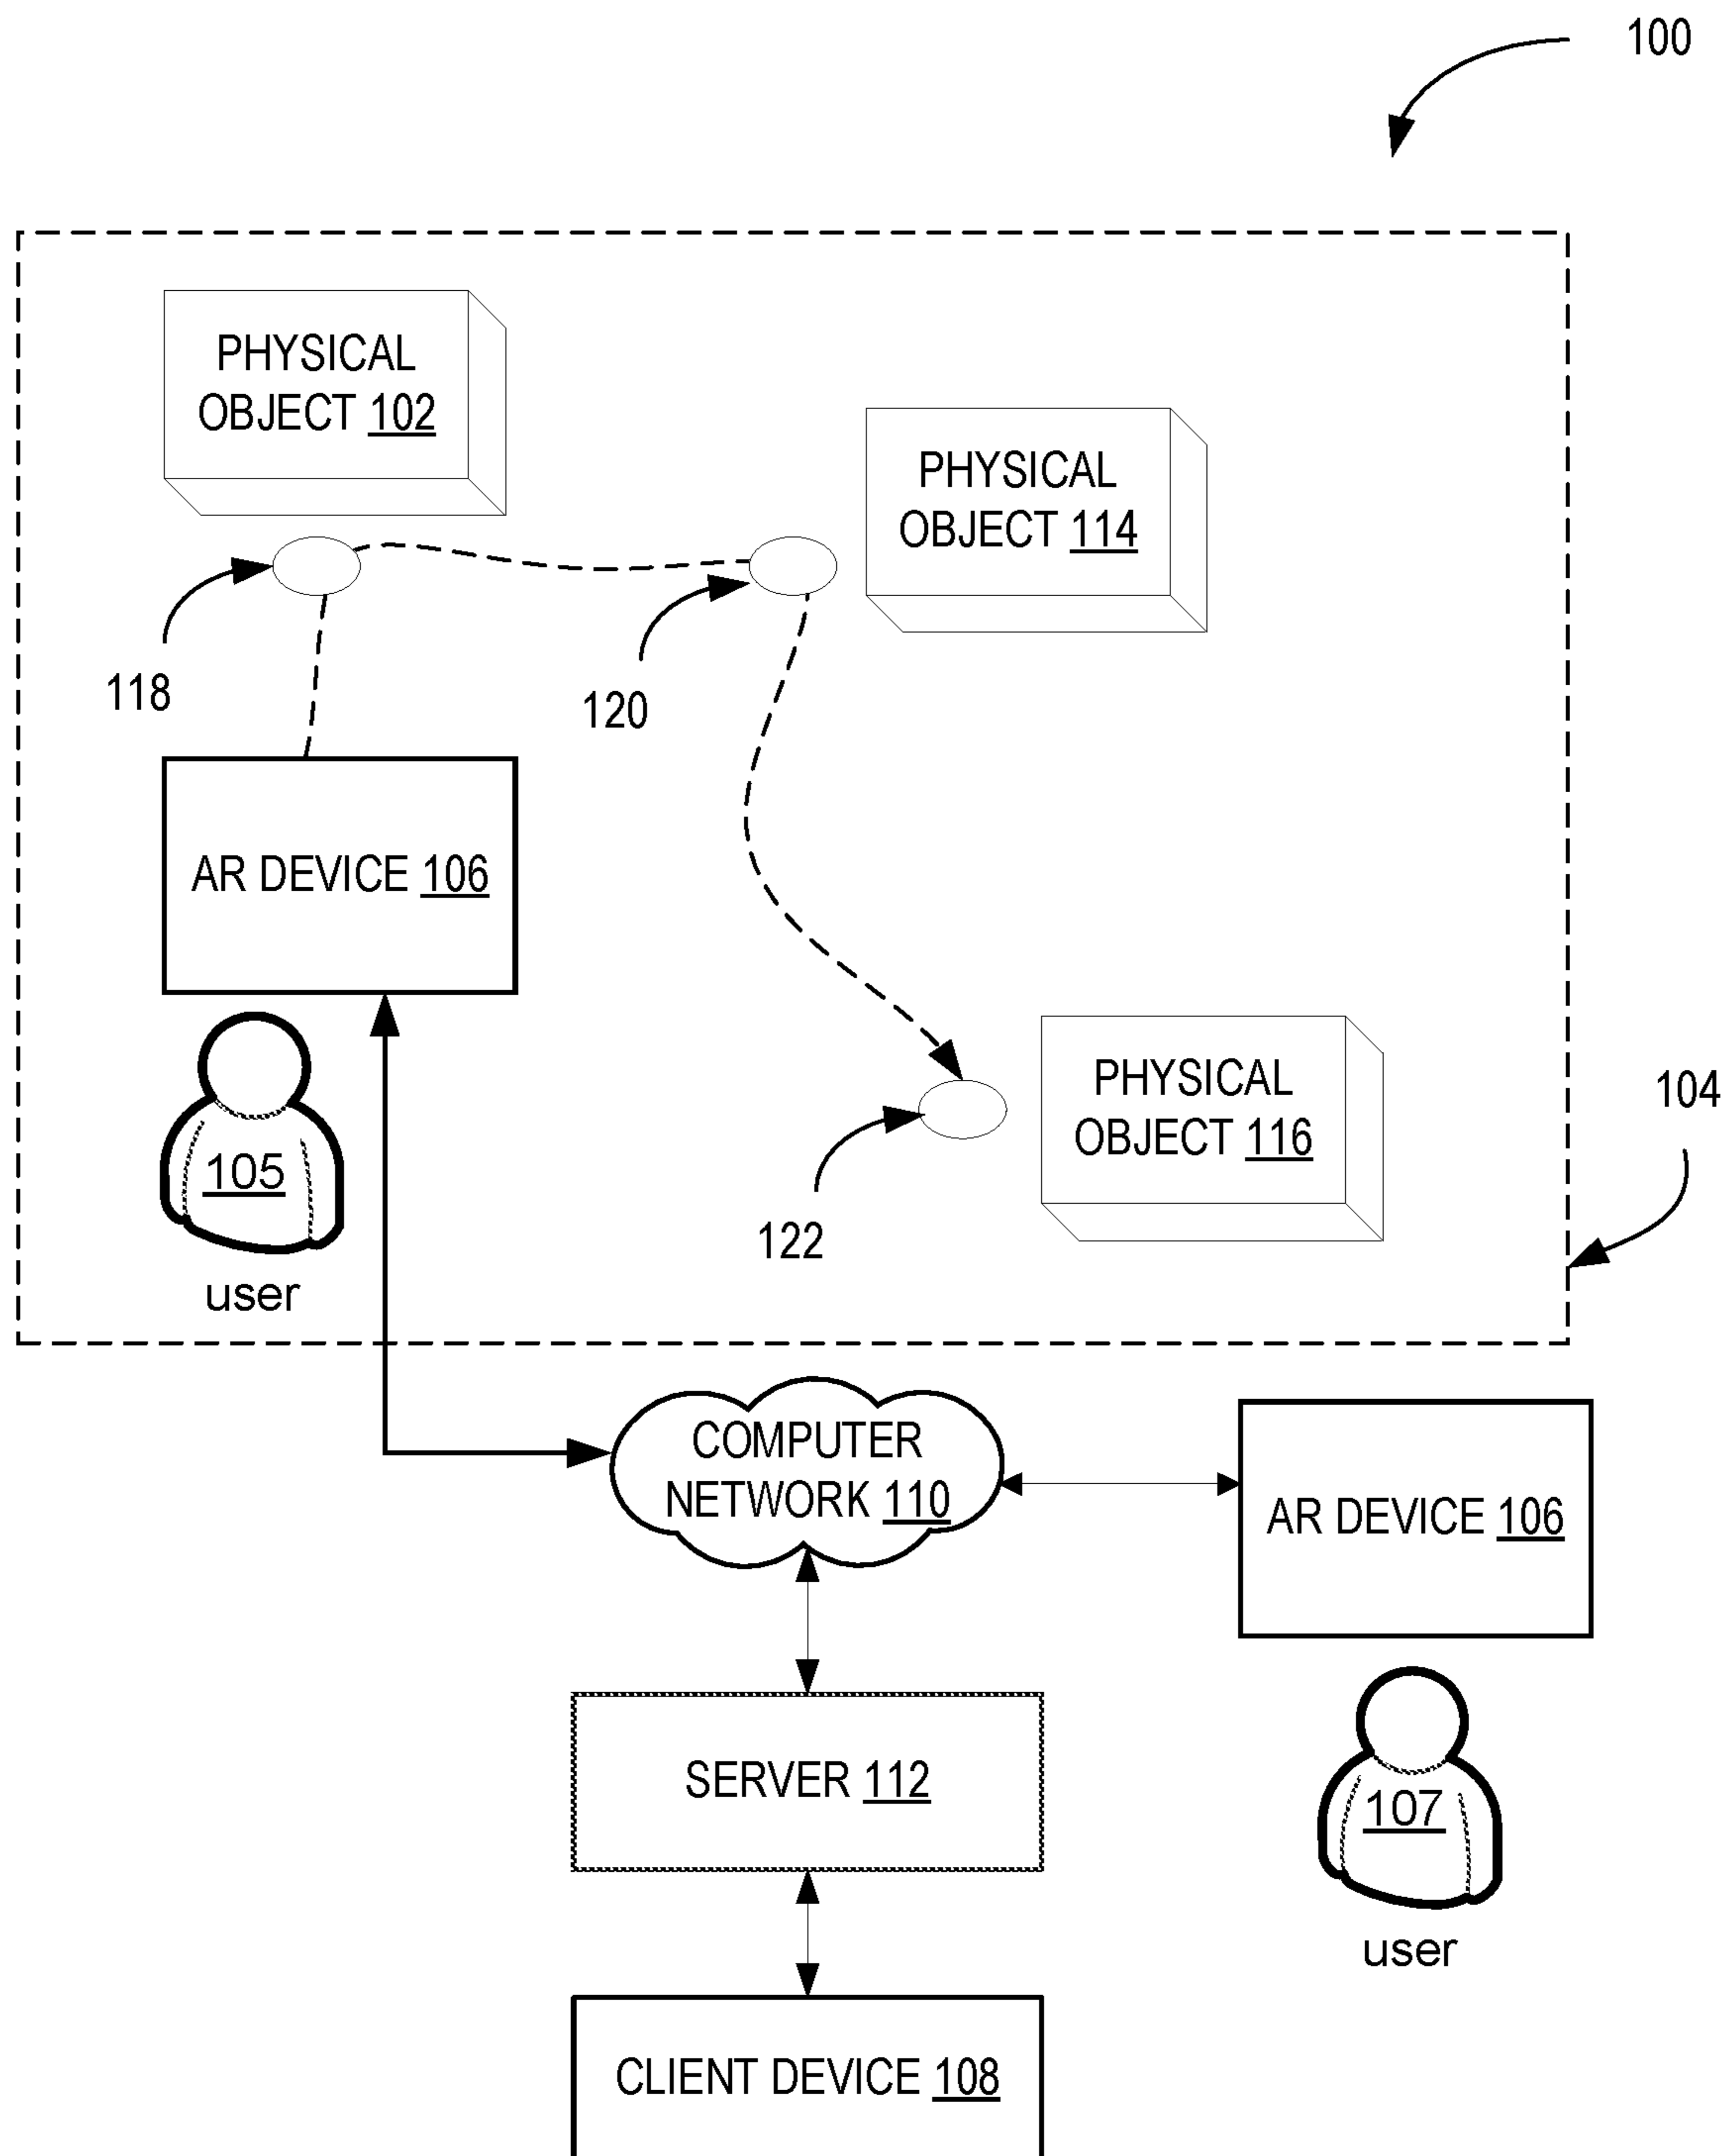 100
PHYSICAL
OBJECT 102
PHYSICAL
OBJECT 114
118
120
AR DEVICE 106
PHYSICAL
OBJECT 116
104
105
122
user
COMPUTER
NETWORK 110
AR DEVICE 106
SERVER 112
107
user
CLIENT DEVICE 108